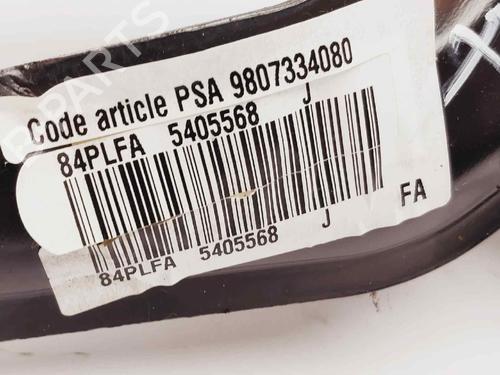 Code article PSA 9807334080
84PLFA 5405568 J
84PLFA 5405568 J FA